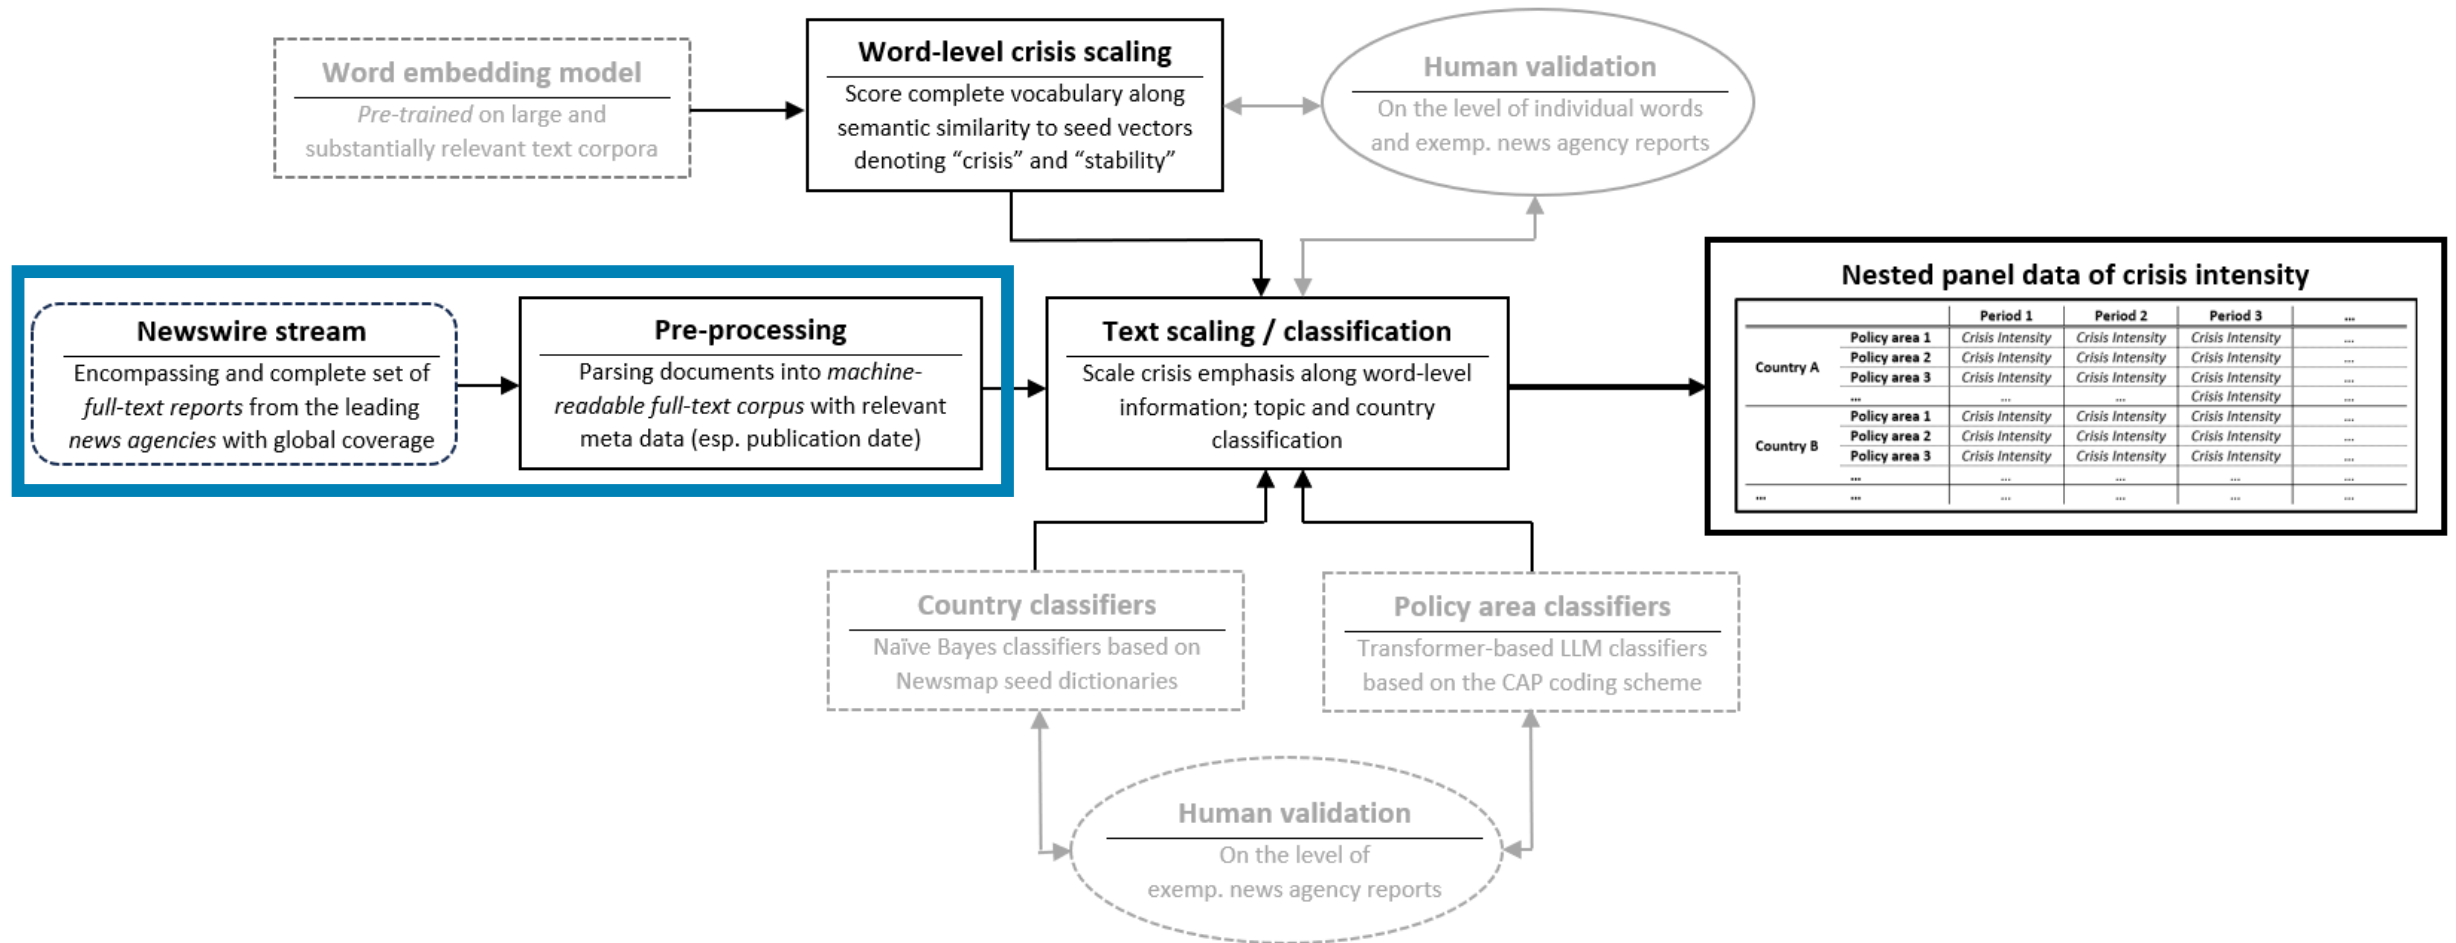 Word embedding model
Pre-trained on large and
substantially relevant text corpora
Word-level crisis scaling
Score complete vocabulary along
semantic similarity to seed vectors
denoting “crisis” and “stability”
Human validation
On the level of individual words
and exemp. news agency reports
Newswire stream
Encompassing and complete set of
full-text reports from the leading
news agencies with global coverage
Pre-processing
Parsing documents into machine-
readable full-text corpus with relevant
meta data (esp. publication date)
Text scaling / classification
Scale crisis emphasis along word-level
information; topic and country
classification
Nested panel data of crisis intensity
Period 1 Period 2 Period 3 ...
Policy area 1 Crisis Intensity Crisis Intensity Crisis Intensity ...
Policy area 2 Crisis Intensity Crisis Intensity Crisis Intensity ...
Country A
Policy area 3 Crisis Intensity Crisis Intensity Crisis Intensity ...
... ... ... Crisis Intensity ...
Policy area 1 Crisis Intensity Crisis Intensity Crisis Intensity ...
Policy area 2 Crisis Intensity Crisis Intensity Crisis Intensity ...
Country B
Policy area 3 Crisis Intensity Crisis Intensity Crisis Intensity ...
... ... ... ... ...
... ... ... ... ... ...
Country classifiers
Naïve Bayes classifiers based on
Newsmap seed dictionaries
Policy area classifiers
Transformer-based LLM classifiers
based on the CAP coding scheme
Human validation
On the level of
exemp. news agency reports